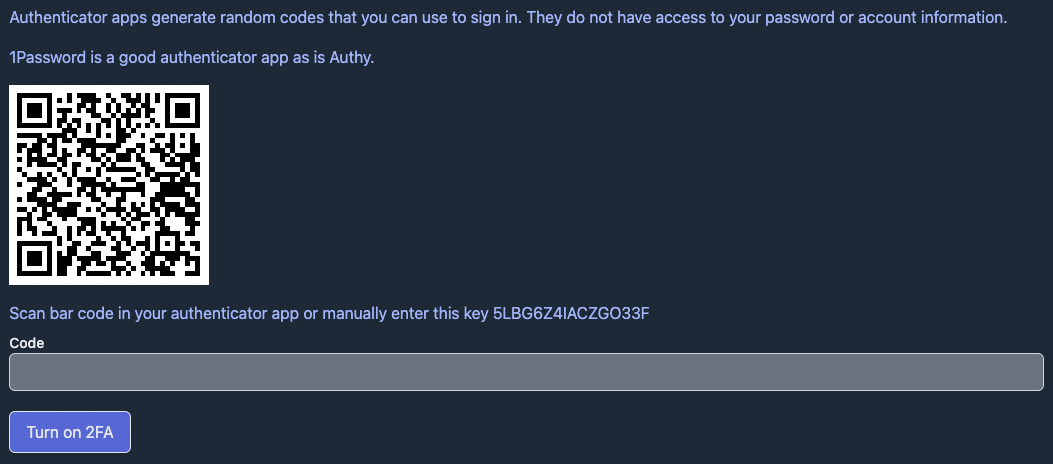 Authenticator apps generate random codes that you can use to sign in. They do not have access to your password or account information.
1Password is a good authenticator app as is Authy.
Scan bar code in your authenticator app or manually enter this key 5LBG6Z4IACZGO33F
Code
Turn on 2FA